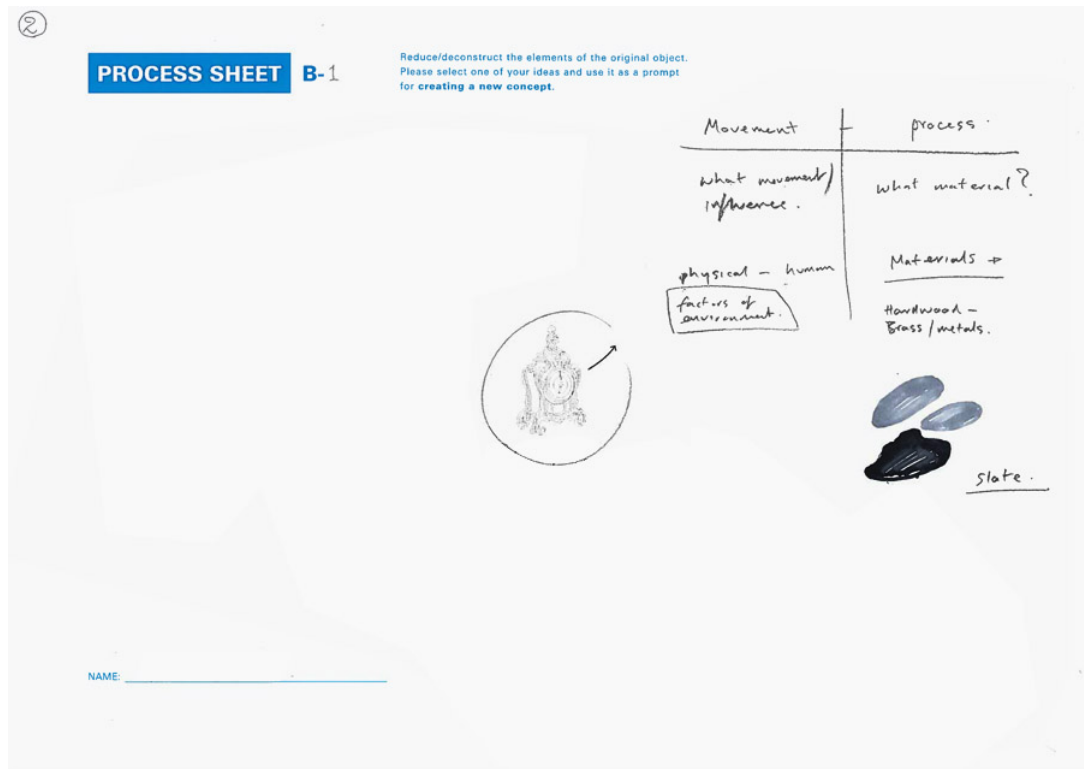 2
PROCESS SHEET B-1
Reduce/deconstruct the elements of the original object.
Please select one of your ideas and use it as a prompt
for creating a new concept.
Movement - process.
what movement/
influence.
physical - human
factors of
environment.
What material?
Materials →
Hardwood -
Brass/metals.
slate.
NAME: